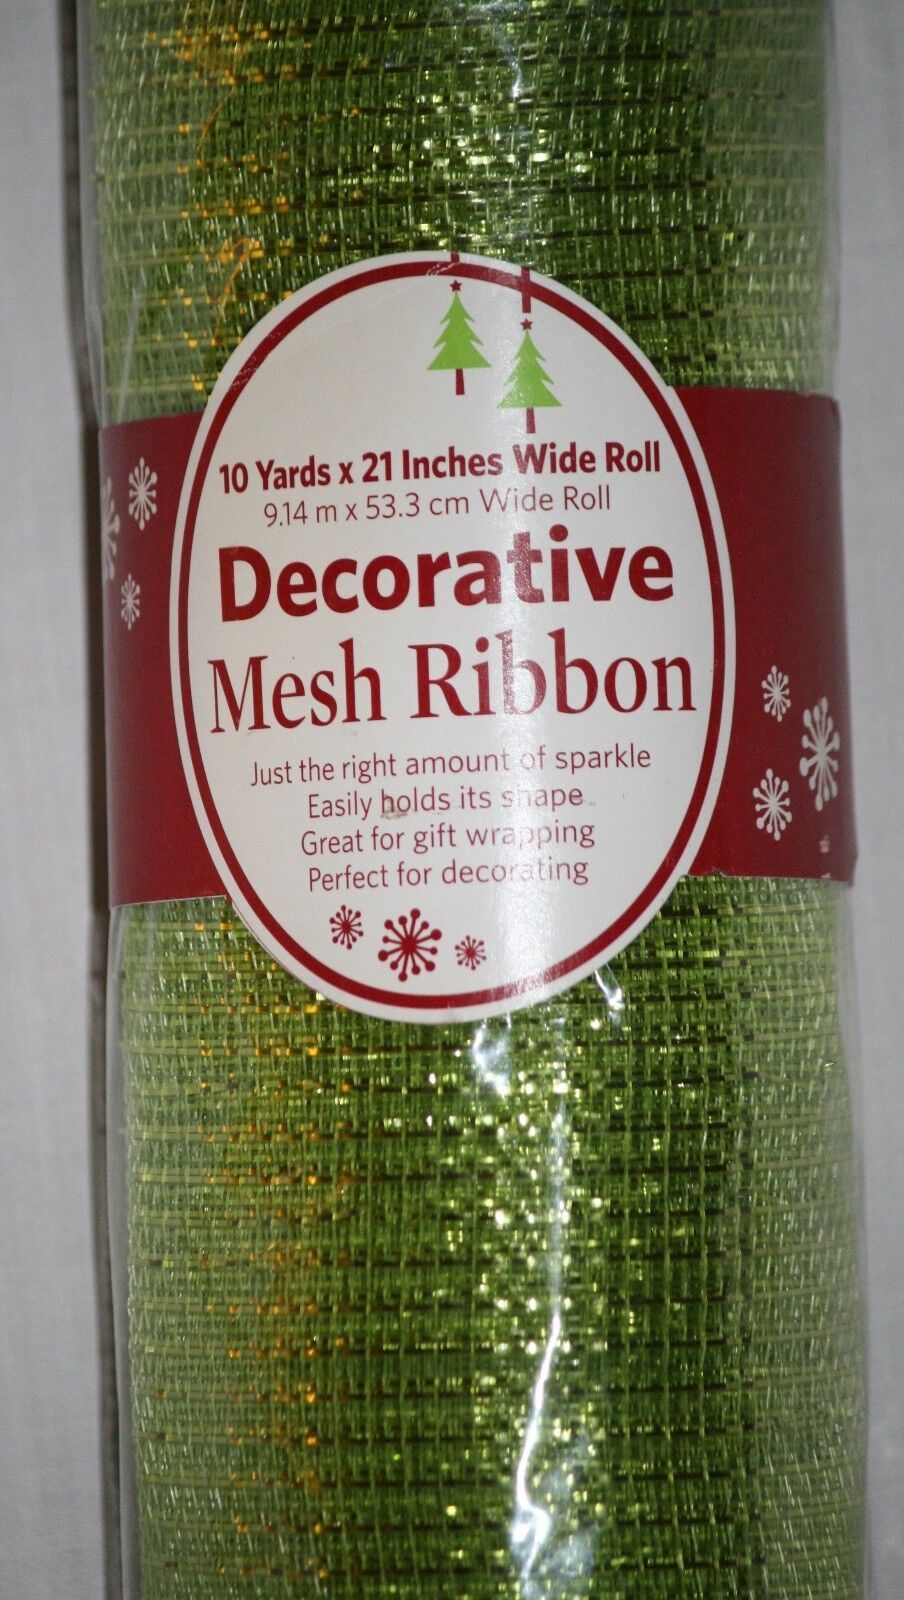 10 Yards x 21 Inches Wide Roll
9.14 m x 53.3 cm Wide Roll
Decorative
Mesh Ribbon
Just the right amount of sparkle
Easily holds its shape
Great for gift wrapping
Perfect for decorating